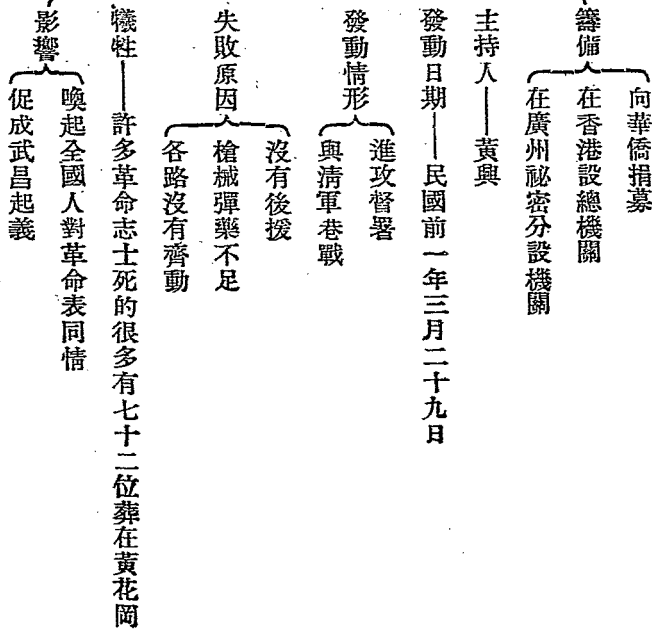 籌備
向華僑捐募
在香港設總機關
在廣州祕密分設機關
主持人——黃興
發動日期——民國前一年三月二十九日
發動情形
進攻督署
與清軍巷戰
失敗原因
沒有後援
槍械彈藥不足
各路沒有齊動
犧牲——許多革命志士死的很多有七十二位葬在黃花岡
影響
喚起全國人對革命表同情
促成武昌起義